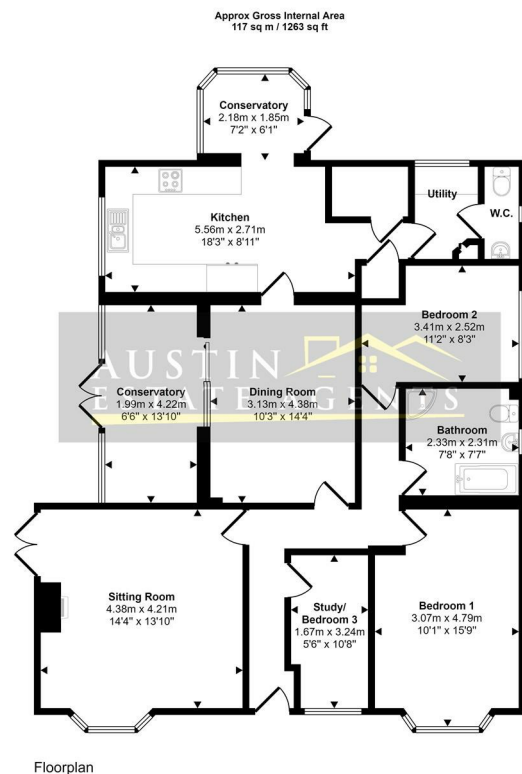 Approx Gross Internal Area
117 sq m / 1263 sq ft
Conservatory
2.18m x 1.85m
7'2" x 6'1"
Kitchen
5.56m x 2.71m
18'3" x 8'11"
Utility
W.C.
Bedroom 2
3.41m x 2.52m
11'2" x 8'3"
AUSTIN
ESTATE AGENTS
Conservatory
1.99m x 4.22m
6'6" x 13'10"
Dining Room
3.13m x 4.38m
10'3" x 14'4"
Bathroom
2.33m x 2.31m
7'8" x 7'7"
Sitting Room
4.38m x 4.21m
14'4" x 13'10"
Study/
Bedroom 3
1.67m x 3.24m
5'6" x 10'8"
Bedroom 1
3.07m x 4.79m
10'1" x 15'9"
Floorplan